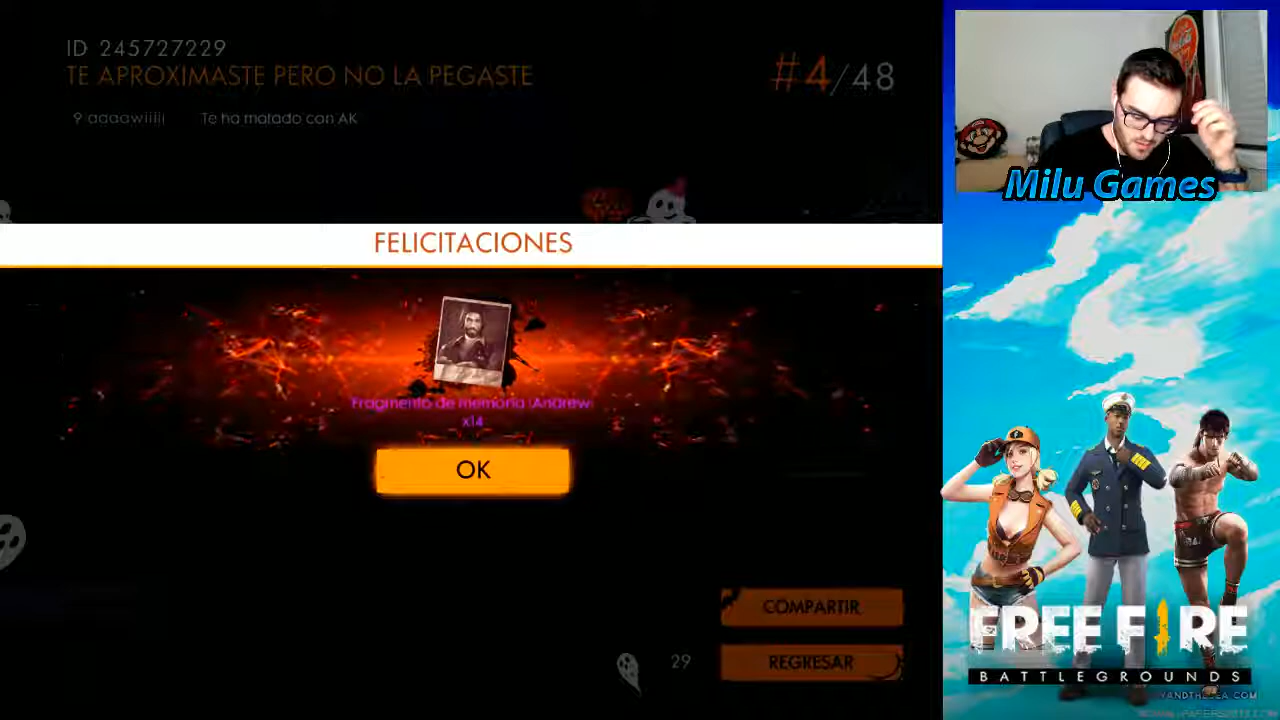 ID 245727229
TE APROXIMASTE PERO NO LA PEGASTE
#4/48
aaaawiiiii Te ha matado con AK
Milu Games
FELICITACIONES
Fragmento de memoria (Andrew)
x14
OK
COMPARTIR
29
REGRESAR
FREE FIRE
BATTLEGROUNDS